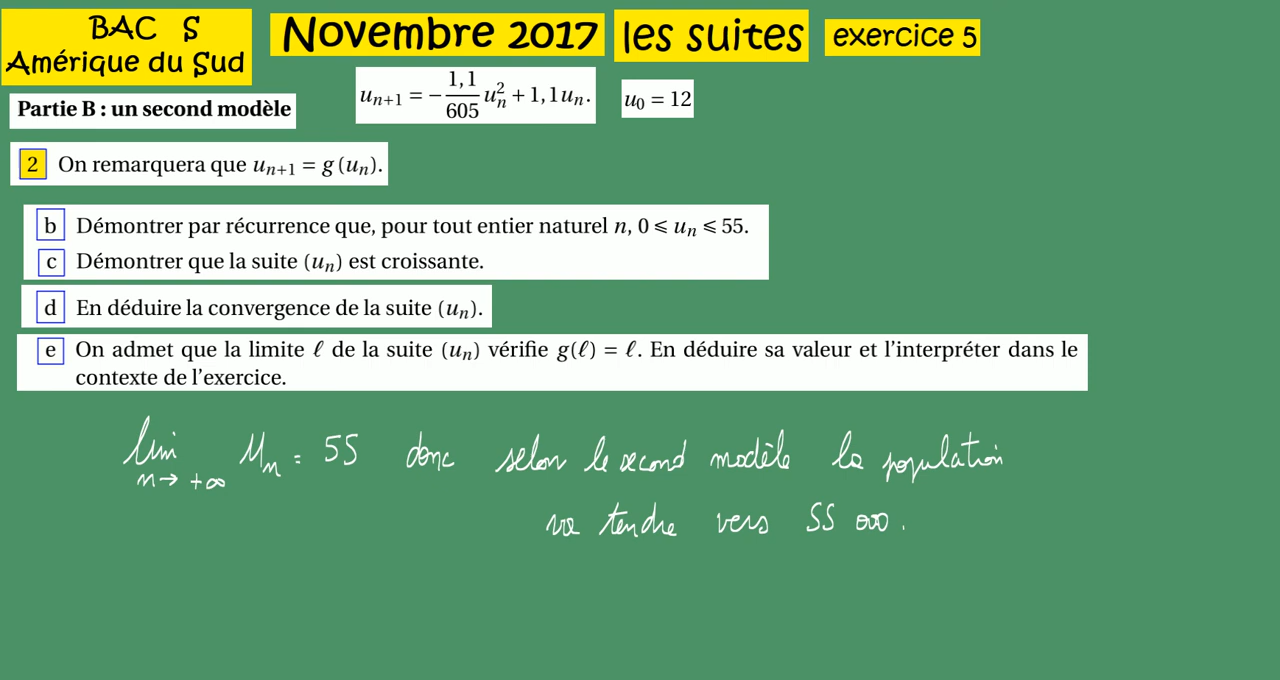 BAC S
Amérique du Sud
Novembre 2017 les suites exercice 5
Partie B : un second modèle
u_{n+1} = -\frac{1,1}{605} u_n^2 + 1,1u_n.
u_0 = 12
2 On remarquera que u_{n+1} = g(u_n).
b Démontrer par récurrence que, pour tout entier naturel n, 0 ⩽ u_n ⩽ 55.
c Démontrer que la suite (u_n) est croissante.
d En déduire la convergence de la suite (u_n).
e On admet que la limite ℓ de la suite (u_n) vérifie g(ℓ) = ℓ. En déduire sa valeur et l'interpréter dans le
contexte de l'exercice.
lim_{n→+∞} u_n = 55 donc selon le second modèle la population
va tendre vers 55 000.